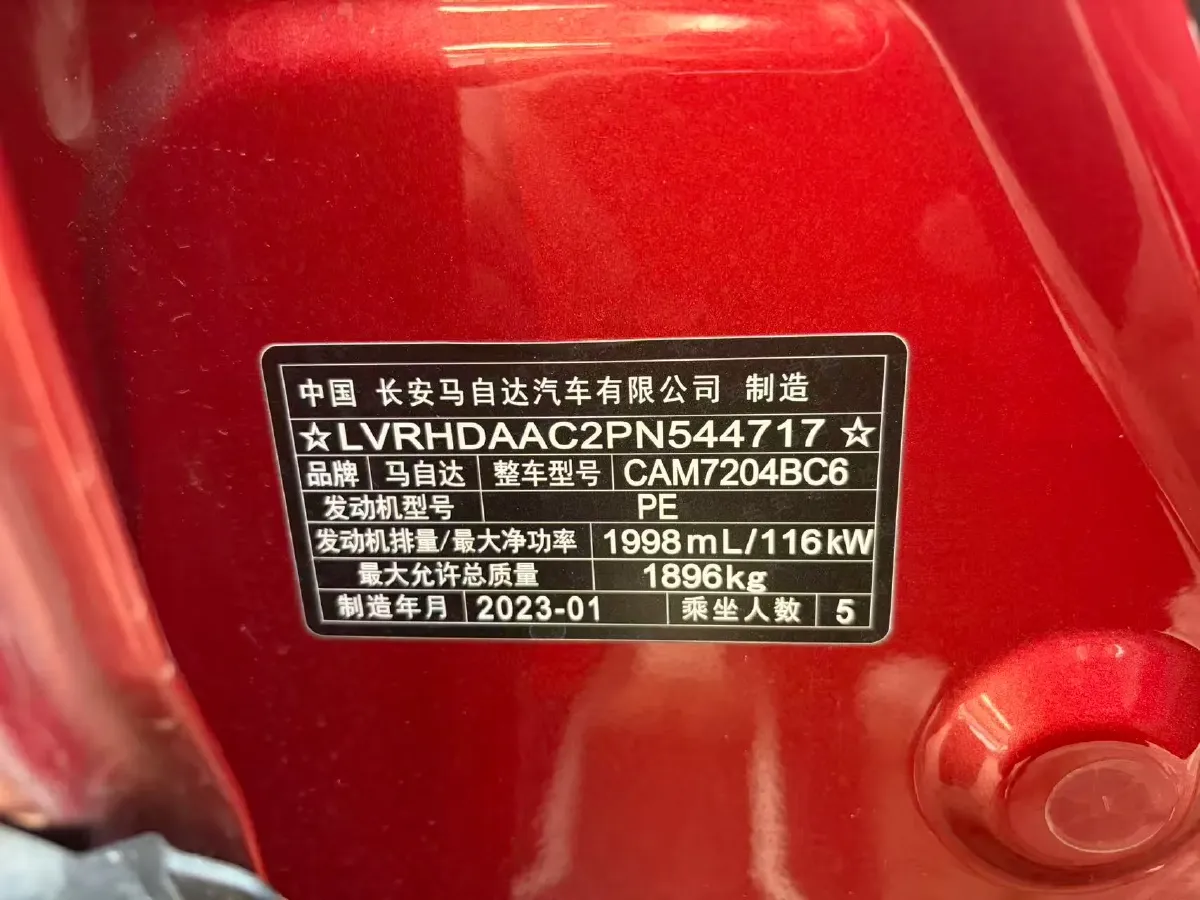 中国 长安马自达汽车有限公司 制造
☆LVRHDAAC2PN544717☆
品牌 马自达 整车型号 CAM7204BC6
发动机型号 PE
发动机排量/最大净功率 1998mL/116kW
最大允许总质量 1896kg
制造年月 2023-01 乘坐人数 5